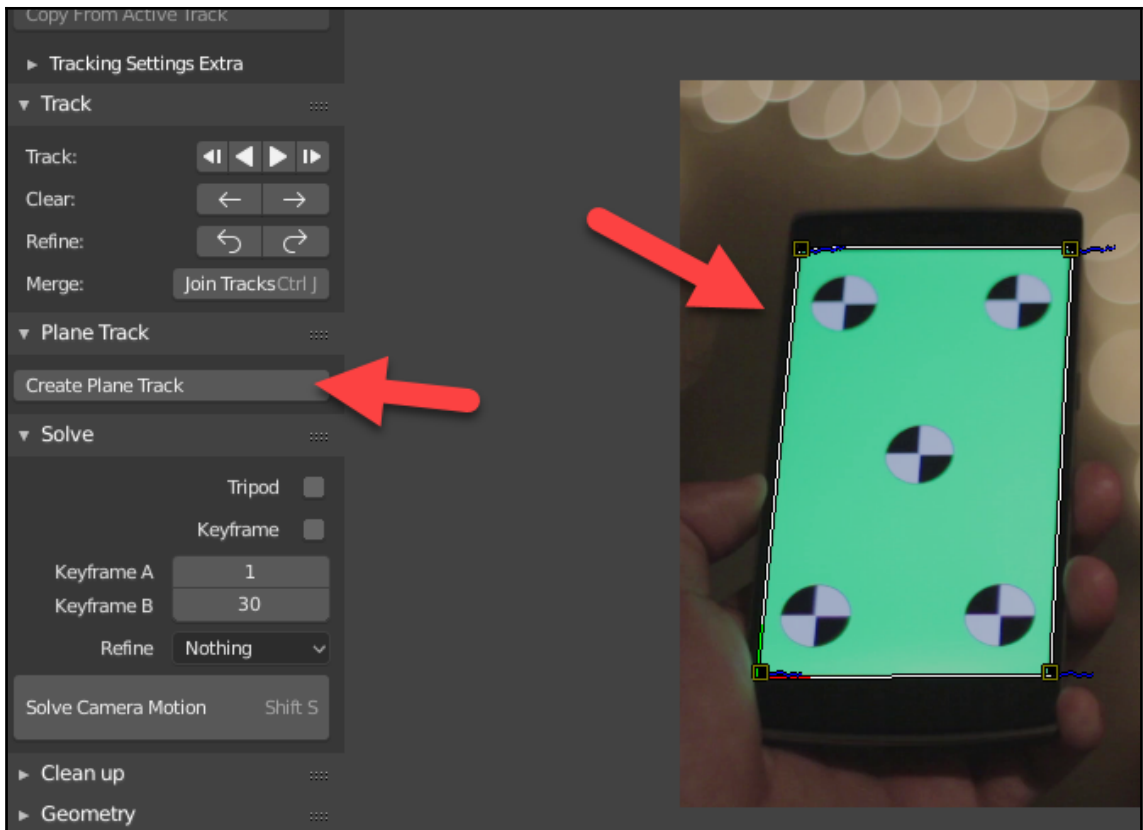 Copy From Active Track
Tracking Settings Extra
Track
Track:
Clear:
Refine:
Merge: Join Tracks Ctrl J
Plane Track
Create Plane Track
Solve
Tripod
Keyframe
Keyframe A 1
Keyframe B 30
Refine Nothing
Solve Camera Motion Shift S
Clean up
Geometry